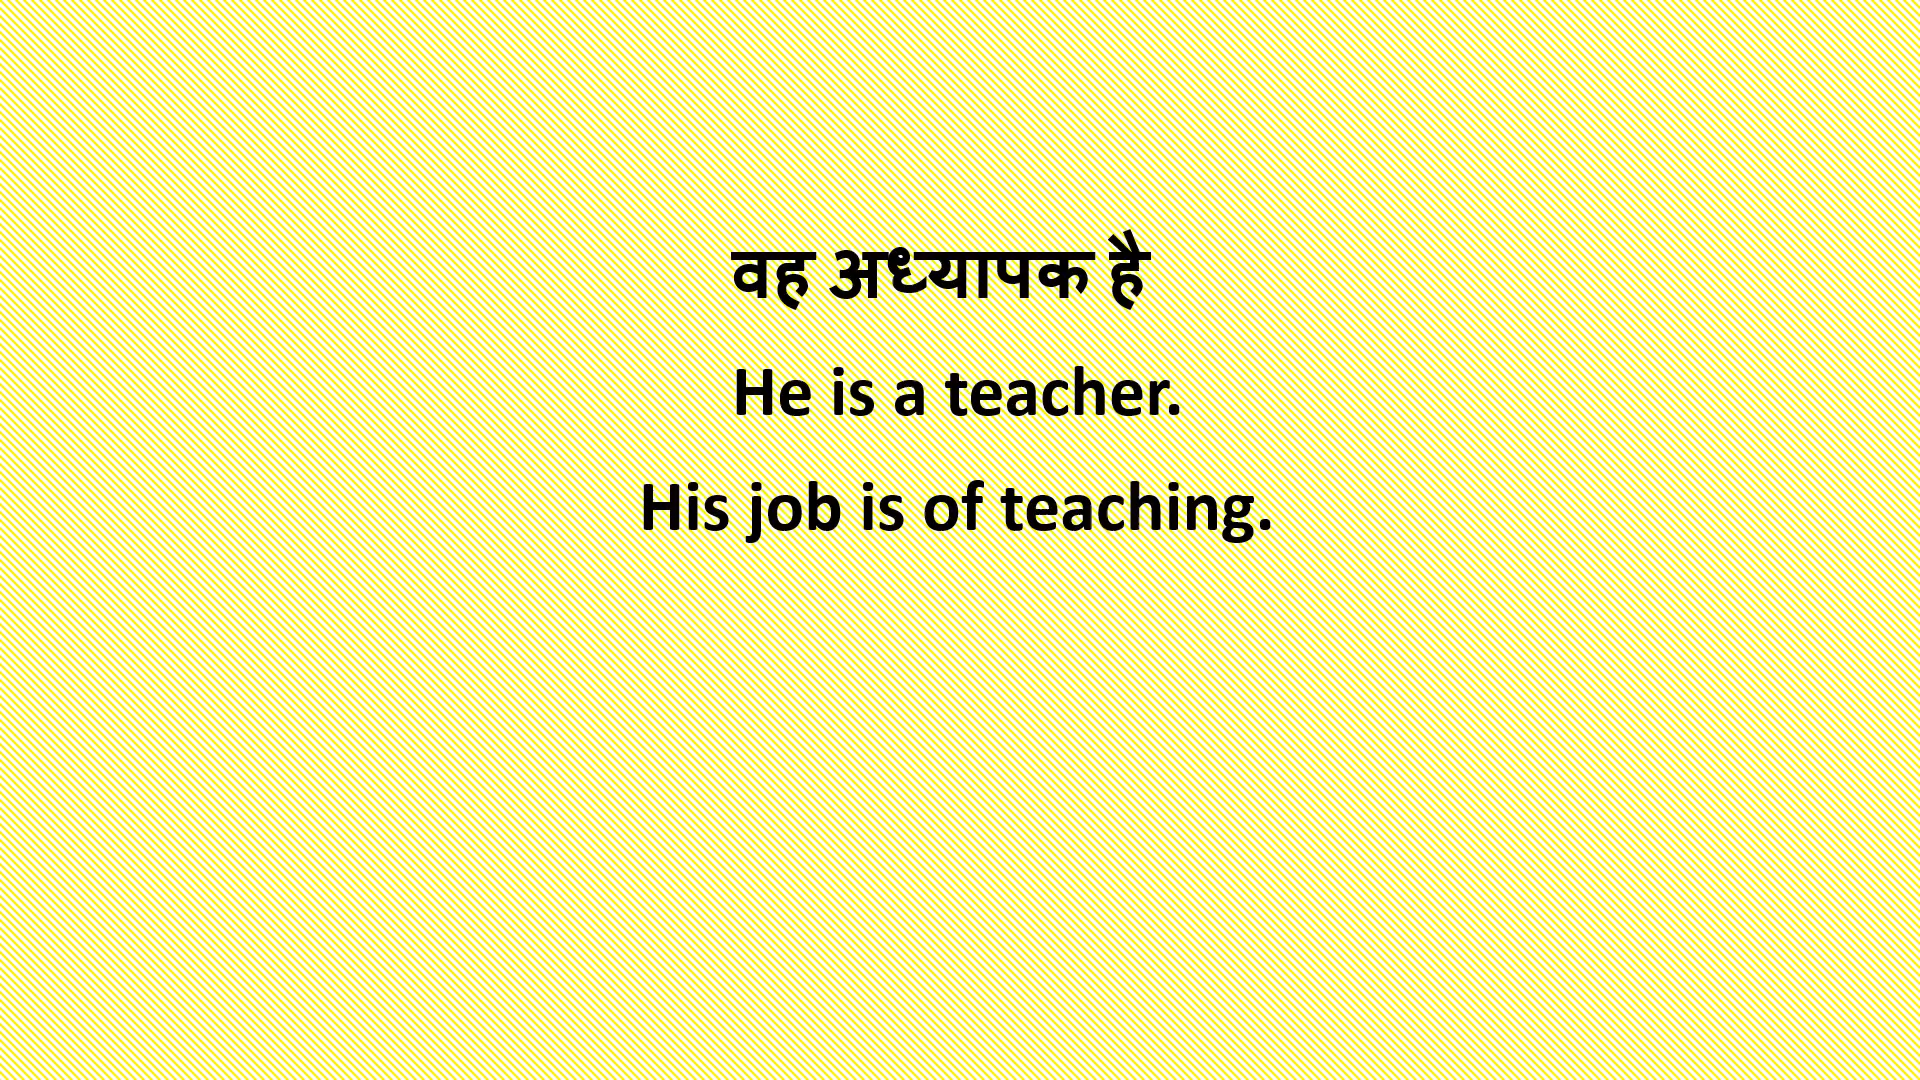 वह अध्यापक है
He is a teacher.
His job is of teaching.